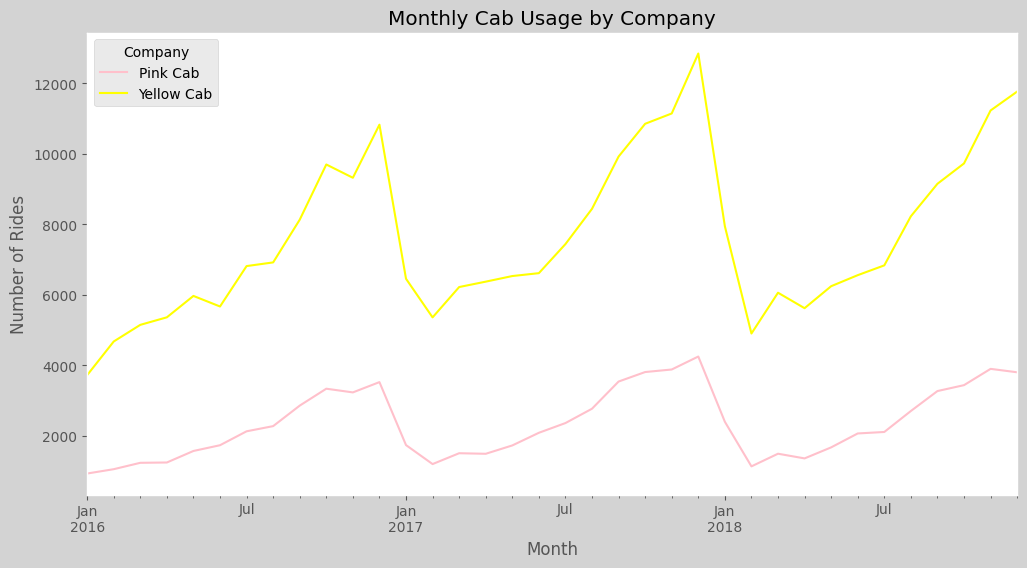 Monthly Cab Usage by Company
Company
Pink Cab
Yellow Cab
Number of Rides
12000
10000
8000
6000
4000
2000
Jan Jul Jan Jul Jan Jul
2016 2017 2018
Month